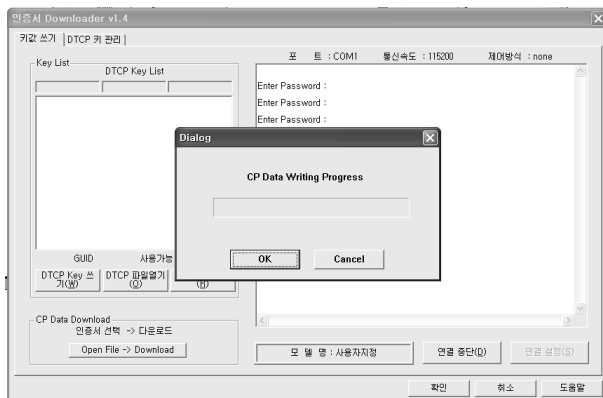 인증서 Downloader v1.4
키값 쓰기 DTCP 키 관리
Key List
DTCP Key List
포 트 : COM1 통신속도 : 115200 제어방식 : none
Enter Password :
Enter Password :
Enter Password :
Dialog
CP Data Writing Progress
OK Cancel
GUID 사용가능
DTCP Key 쓰기(W) DTCP 파일열기(O) (H)
CP Data Download
인증서 선택 -> 다운로드
Open File -> Download
모 델 명 : 사용자지정 연결 중단(D) 연결 설정(S)
확인 취소 도움말